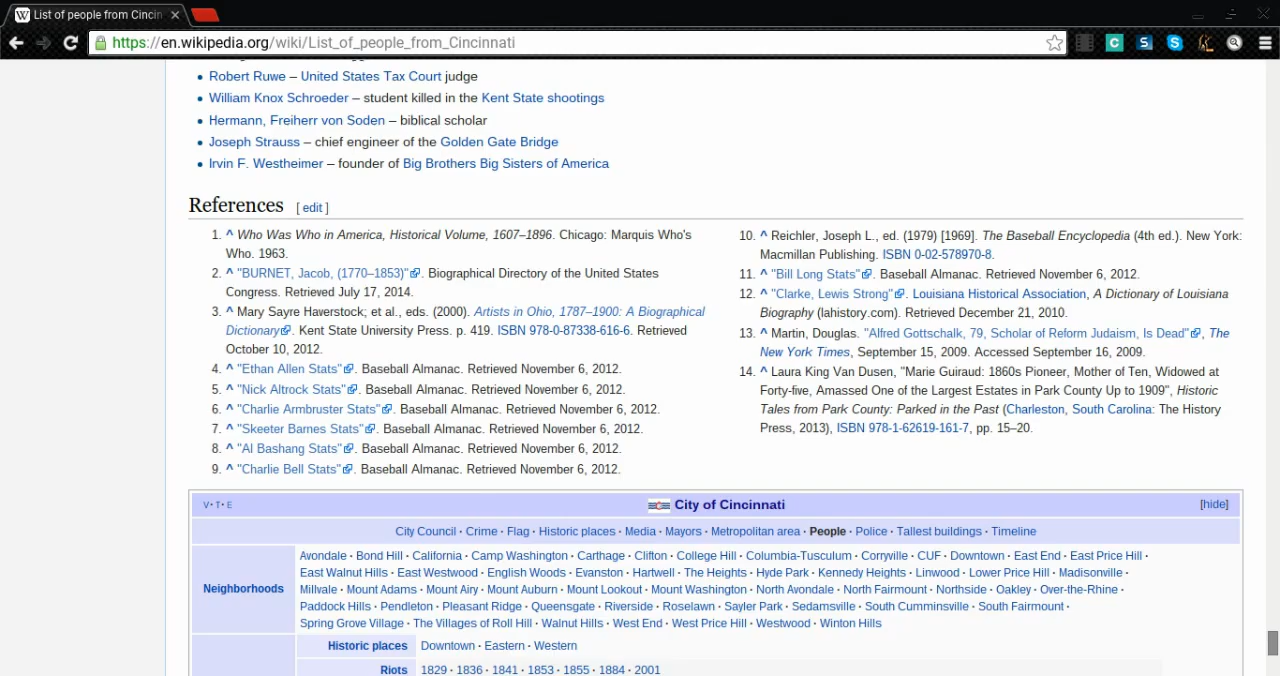 List of people from Cincin
https://en.wikipedia.org/wiki/List_of_people_from_Cincinnati
• Robert Ruwe – United States Tax Court judge
• William Knox Schroeder – student killed in the Kent State shootings
• Hermann, Freiherr von Soden – biblical scholar
• Joseph Strauss – chief engineer of the Golden Gate Bridge
• Irvin F. Westheimer – founder of Big Brothers Big Sisters of America
References [ edit ]
1. ^ Who Was Who in America, Historical Volume, 1607–1896. Chicago: Marquis Who's
Who. 1963.
2. ^ "BURNET, Jacob, (1770–1853)". Biographical Directory of the United States
Congress. Retrieved July 17, 2014.
3. ^ Mary Sayre Haverstock; et al., eds. (2000). Artists in Ohio, 1787–1900: A Biographical
Dictionary. Kent State University Press. p. 419. ISBN 978-0-87338-616-6. Retrieved
October 10, 2012.
4. ^ "Ethan Allen Stats". Baseball Almanac. Retrieved November 6, 2012.
5. ^ "Nick Altrock Stats". Baseball Almanac. Retrieved November 6, 2012.
6. ^ "Charlie Armbruster Stats". Baseball Almanac. Retrieved November 6, 2012.
7. ^ "Skeeter Barnes Stats". Baseball Almanac. Retrieved November 6, 2012.
8. ^ "Al Bashang Stats". Baseball Almanac. Retrieved November 6, 2012.
9. ^ "Charlie Bell Stats". Baseball Almanac. Retrieved November 6, 2012.
10. ^ Reichler, Joseph L., ed. (1979) [1969]. The Baseball Encyclopedia (4th ed.). New York:
Macmillan Publishing. ISBN 0-02-578970-8.
11. ^ "Bill Long Stats". Baseball Almanac. Retrieved November 6, 2012.
12. ^ "Clarke, Lewis Strong". Louisiana Historical Association, A Dictionary of Louisiana
Biography (lahistory.com). Retrieved December 21, 2010.
13. ^ Martin, Douglas. "Alfred Gottschalk, 79, Scholar of Reform Judaism, Is Dead", The
New York Times, September 15, 2009. Accessed September 16, 2009.
14. ^ Laura King Van Dusen, "Marie Guiraud: 1860s Pioneer, Mother of Ten, Widowed at
Forty-five, Amassed One of the Largest Estates in Park County Up to 1909", Historic
Tales from Park County: Parked in the Past (Charleston, South Carolina: The History
Press, 2013), ISBN 978-1-62619-161-7, pp. 15–20.
V · T · E City of Cincinnati [hide]
City Council · Crime · Flag · Historic places · Media · Mayors · Metropolitan area · People · Police · Tallest buildings · Timeline
Neighborhoods
Avondale · Bond Hill · California · Camp Washington · Carthage · Clifton · College Hill · Columbia-Tusculum · Corryville · CUF · Downtown · East End · East Price Hill ·
East Walnut Hills · East Westwood · English Woods · Evanston · Hartwell · The Heights · Hyde Park · Kennedy Heights · Linwood · Lower Price Hill · Madisonville ·
Millvale · Mount Adams · Mount Airy · Mount Auburn · Mount Lookout · Mount Washington · North Avondale · North Fairmount · Northside · Oakley · Over-the-Rhine ·
Paddock Hills · Pendleton · Pleasant Ridge · Queensgate · Riverside · Roselawn · Sayler Park · Sedamsville · South Cumminsville · South Fairmount ·
Spring Grove Village · The Villages of Roll Hill · Walnut Hills · West End · West Price Hill · Westwood · Winton Hills
Historic places Downtown · Eastern · Western
Riots 1829 · 1836 · 1841 · 1853 · 1855 · 1884 · 2001